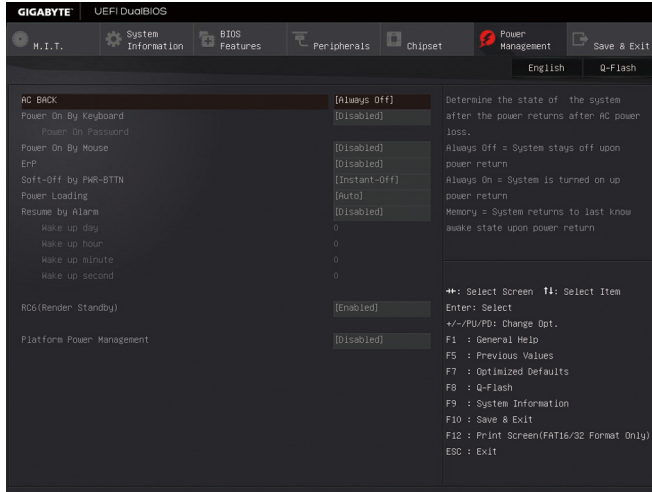 GIGABYTE™ UEFI DualBIOS
M.I.T.
System Information
BIOS Features
Peripherals
Chipset
Power Management
Save & Exit
English Q-Flash
AC BACK [Always Off]
Power On By Keyboard [Disabled]
Power On Password
Power On By Mouse [Disabled]
ErP [Disabled]
Soft-Off by PWR-BTTN [Instant-Off]
Power Loading [Auto]
Resume by Alarm [Disabled]
Wake up day 0
Wake up hour 0
Wake up minute 0
Wake up second 0
RC6(Render Standby) [Enabled]
Platform Power Management [Disabled]
Determine the state of the system
after the power returns after AC power
loss.
Always Off = System stays off upon
power return
Always On = System is turned on up
power return
Memory = System returns to last know
awake state upon power return
→←: Select Screen ↑↓: Select Item
Enter: Select
+/-/PU/PD: Change Opt.
F1 : General Help
F5 : Previous Values
F7 : Optimized Defaults
F8 : Q-Flash
F9 : System Information
F10 : Save & Exit
F12 : Print Screen(FAT16/32 Format Only)
ESC : Exit